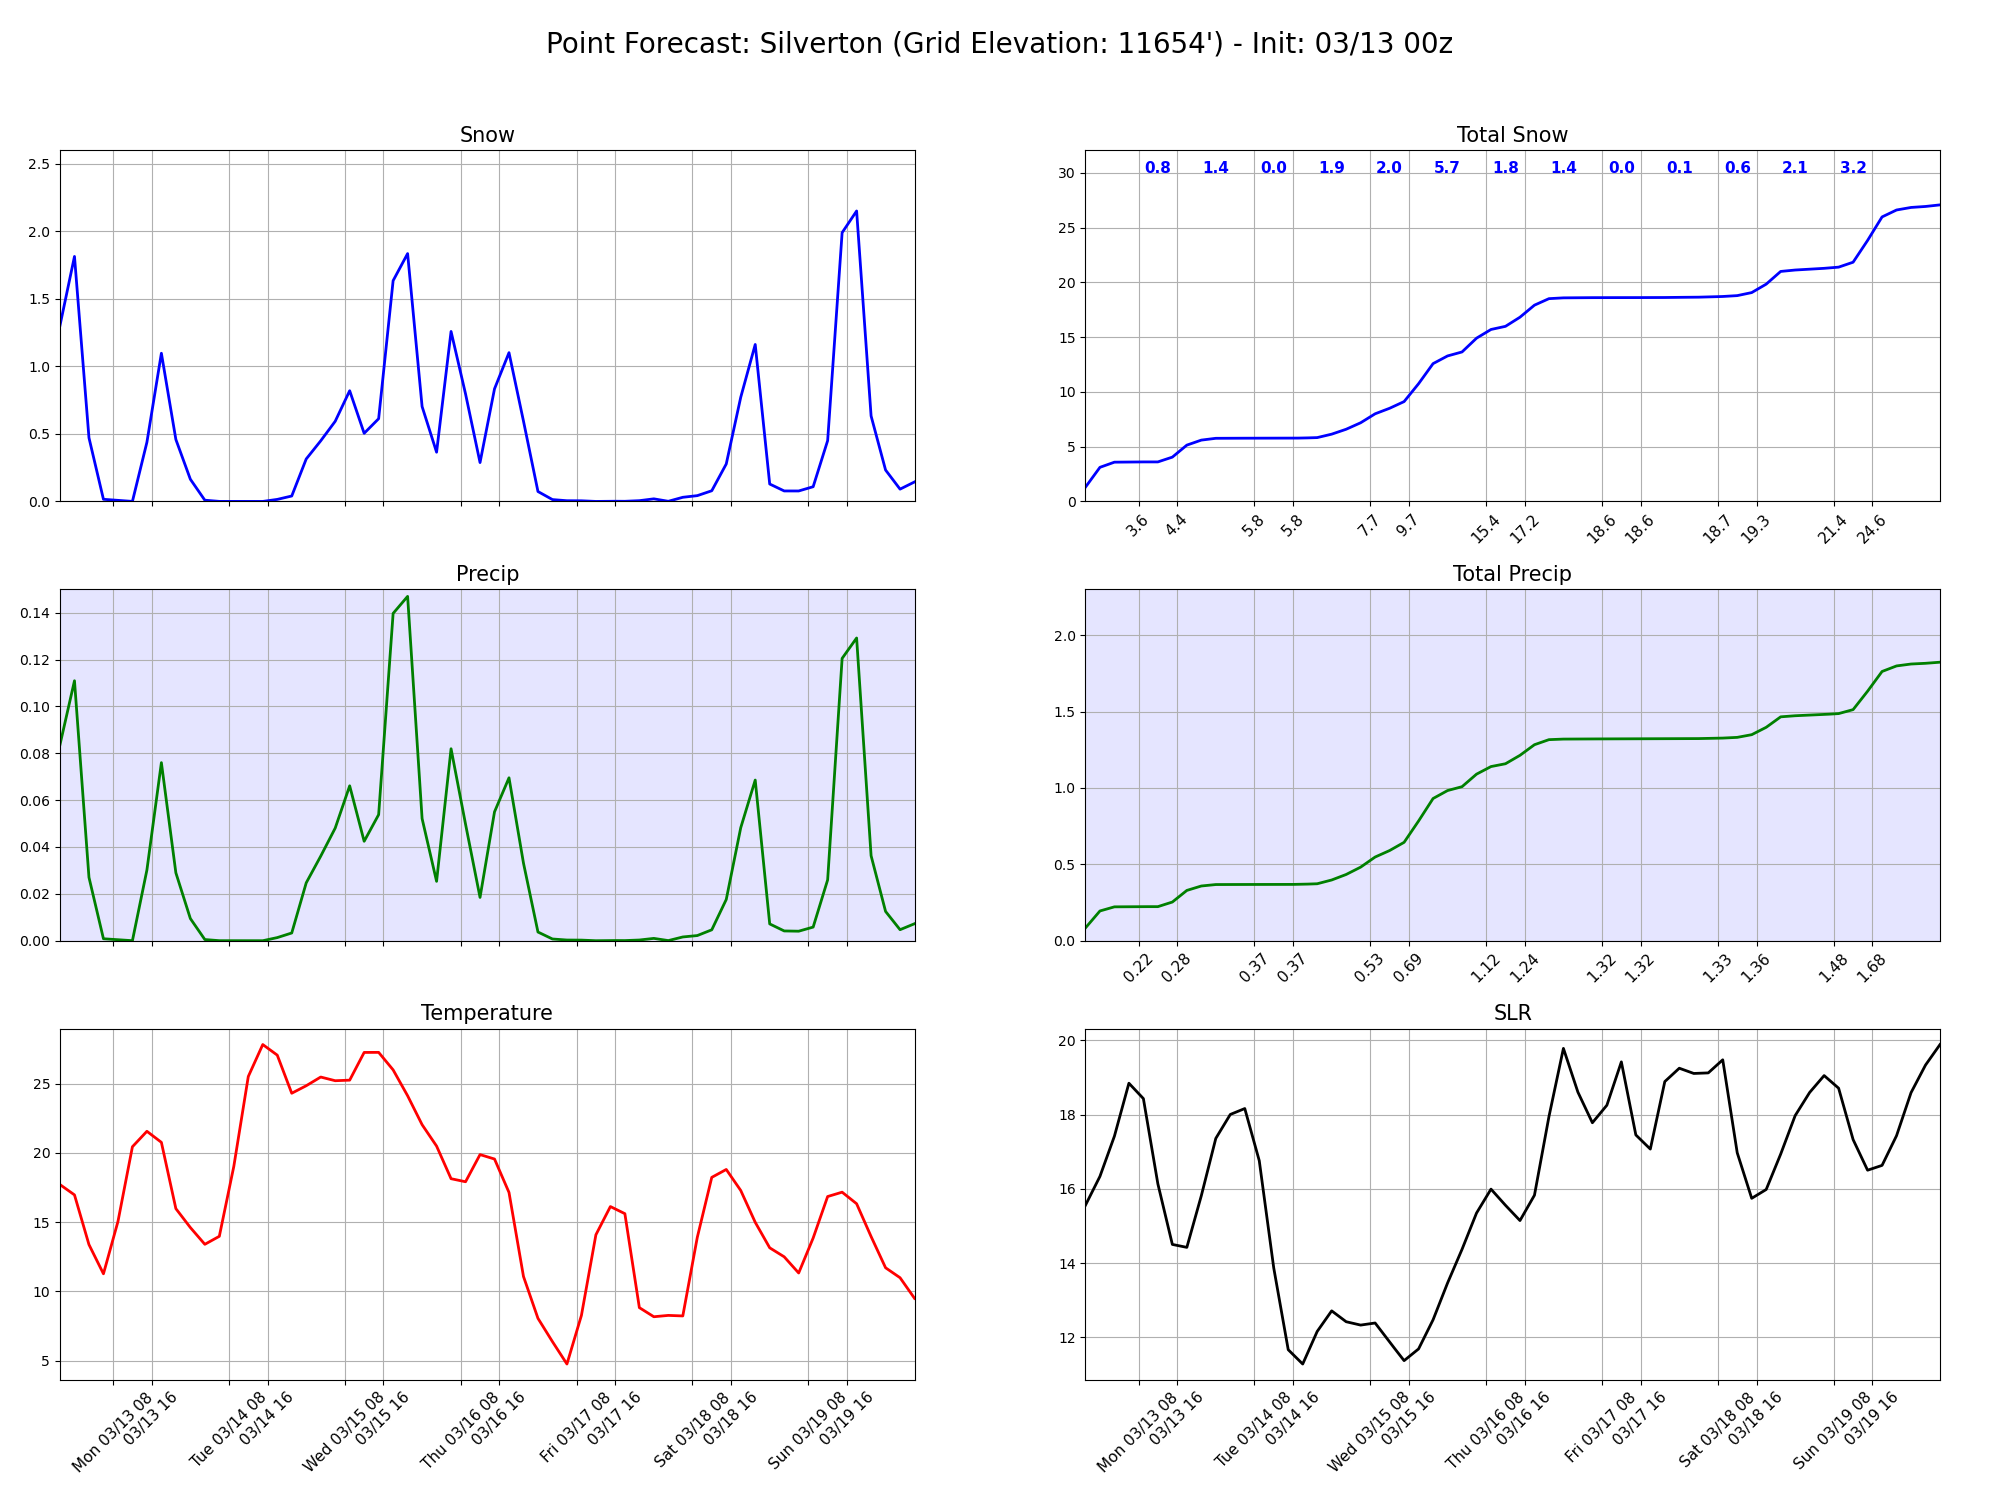 Point Forecast: Silverton (Grid Elevation: 11654') - Init: 03/13 00z
Snow
2.5
2.0
1.5
1.0
0.5
0.0
Total Snow
0.8 1.4 0.0 1.9 2.0 5.7 1.8 1.4 0.0 0.1 0.6 2.1 3.2
30
25
20
15
10
5
0
3.6 4.4 5.8 5.8 7.7 9.7 15.4 17.2 18.6 18.6 18.7 19.3 21.4 24.6
Precip
0.14
0.12
0.10
0.08
0.06
0.04
0.02
0.00
Total Precip
2.0
1.5
1.0
0.5
0.0
0.22 0.28 0.37 0.37 0.53 0.69 1.12 1.24 1.32 1.32 1.33 1.36 1.48 1.68
Temperature
25
20
15
10
5
Mon 03/13 08
03/13 16
Tue 03/14 08
03/14 16
Wed 03/15 08
03/15 16
Thu 03/16 08
03/16 16
Fri 03/17 08
03/17 16
Sat 03/18 08
03/18 16
Sun 03/19 08
03/19 16
SLR
20
18
16
14
12
Mon 03/13 08
03/13 16
Tue 03/14 08
03/14 16
Wed 03/15 08
03/15 16
Thu 03/16 08
03/16 16
Fri 03/17 08
03/17 16
Sat 03/18 08
03/18 16
Sun 03/19 08
03/19 16